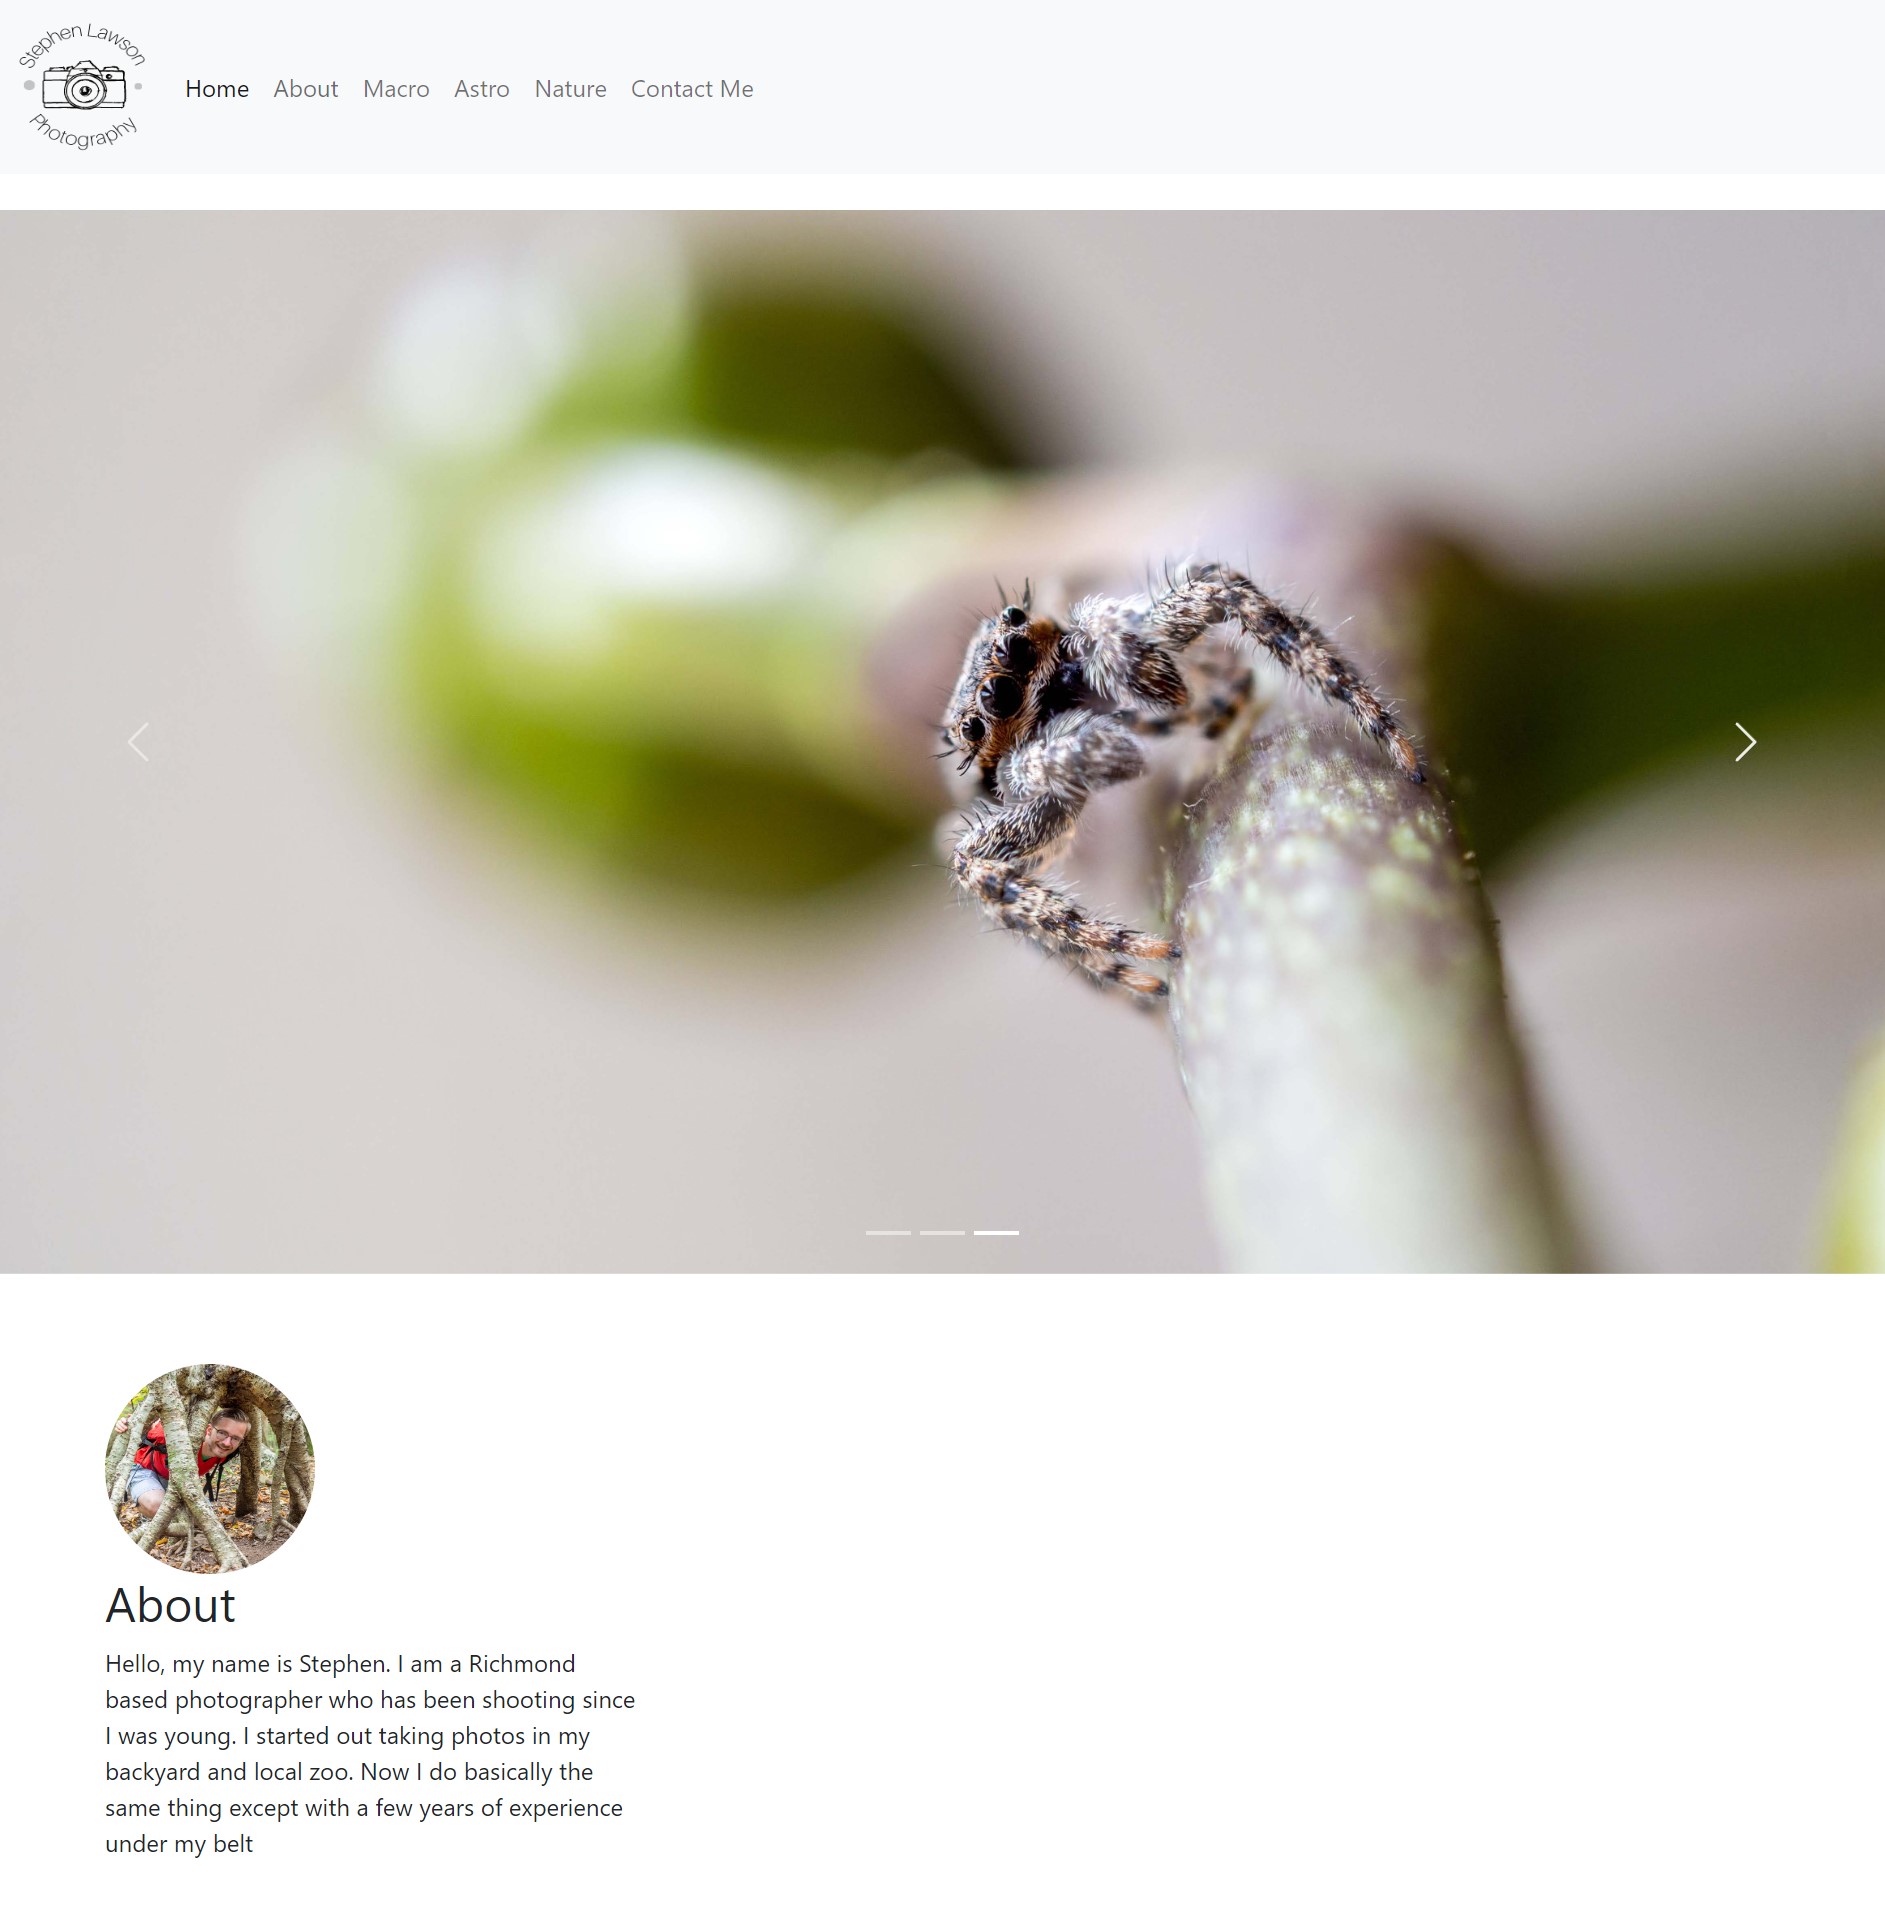 Stephen Lawson
Photography
Home About Macro Astro Nature Contact Me
About
Hello, my name is Stephen. I am a Richmond
based photographer who has been shooting since
I was young. I started out taking photos in my
backyard and local zoo. Now I do basically the
same thing except with a few years of experience
under my belt